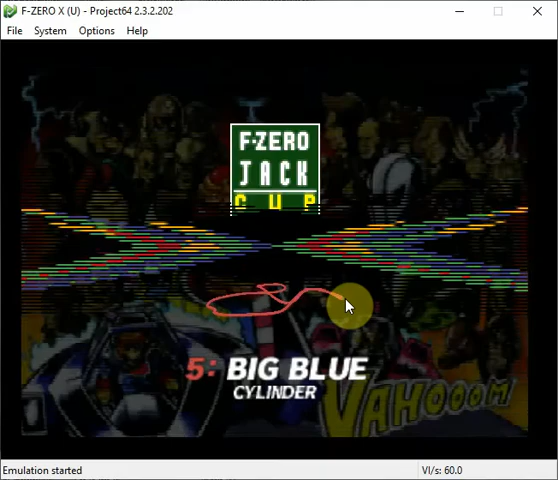 F-ZERO X (U) - Project64 2.3.2.202
File System Options Help
F-ZERO
JACK
CUP
5: BIG BLUE
CYLINDER
VAHOOOM!
Emulation started
VI/s: 60.0